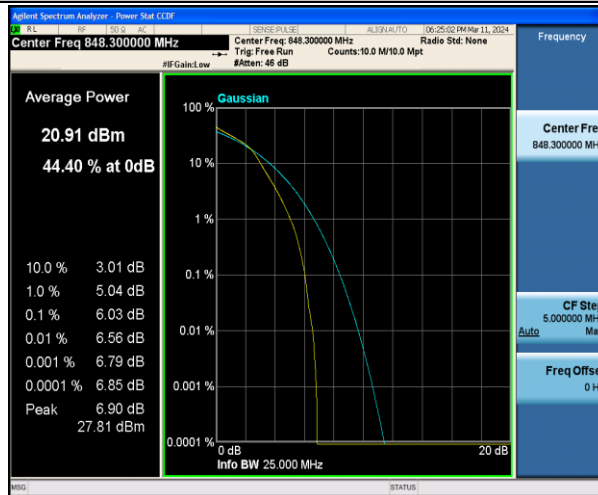 Agilent Spectrum Analyzer - Power Stat CCDF
RL RF 50 Ω AC SENSE:PULSE ALIGN AUTO 06:25:02 PM Mar 11, 2024
Center Freq 848.300000 MHz
Center Freq: 848.300000 MHz Radio Std: None
Trig: Free Run Counts:10.0 M/10.0 Mpt
#IFGain:Low #Atten: 46 dB
Frequency
Average Power
20.91 dBm
44.40 % at 0dB
10.0 % 3.01 dB
1.0 % 5.04 dB
0.1 % 6.03 dB
0.01 % 6.56 dB
0.001 % 6.79 dB
0.0001 % 6.85 dB
Peak 6.90 dB
27.81 dBm
Gaussian
100 %
10 %
1 %
0.1 %
0.01 %
0.001 %
0.0001 %
0 dB 20 dB
Info BW 25.000 MHz
Center Fre
848.300000 MH
CF Ste
5.000000 MH
Auto Ma
Freq Offse
0 H
MSG STATUS